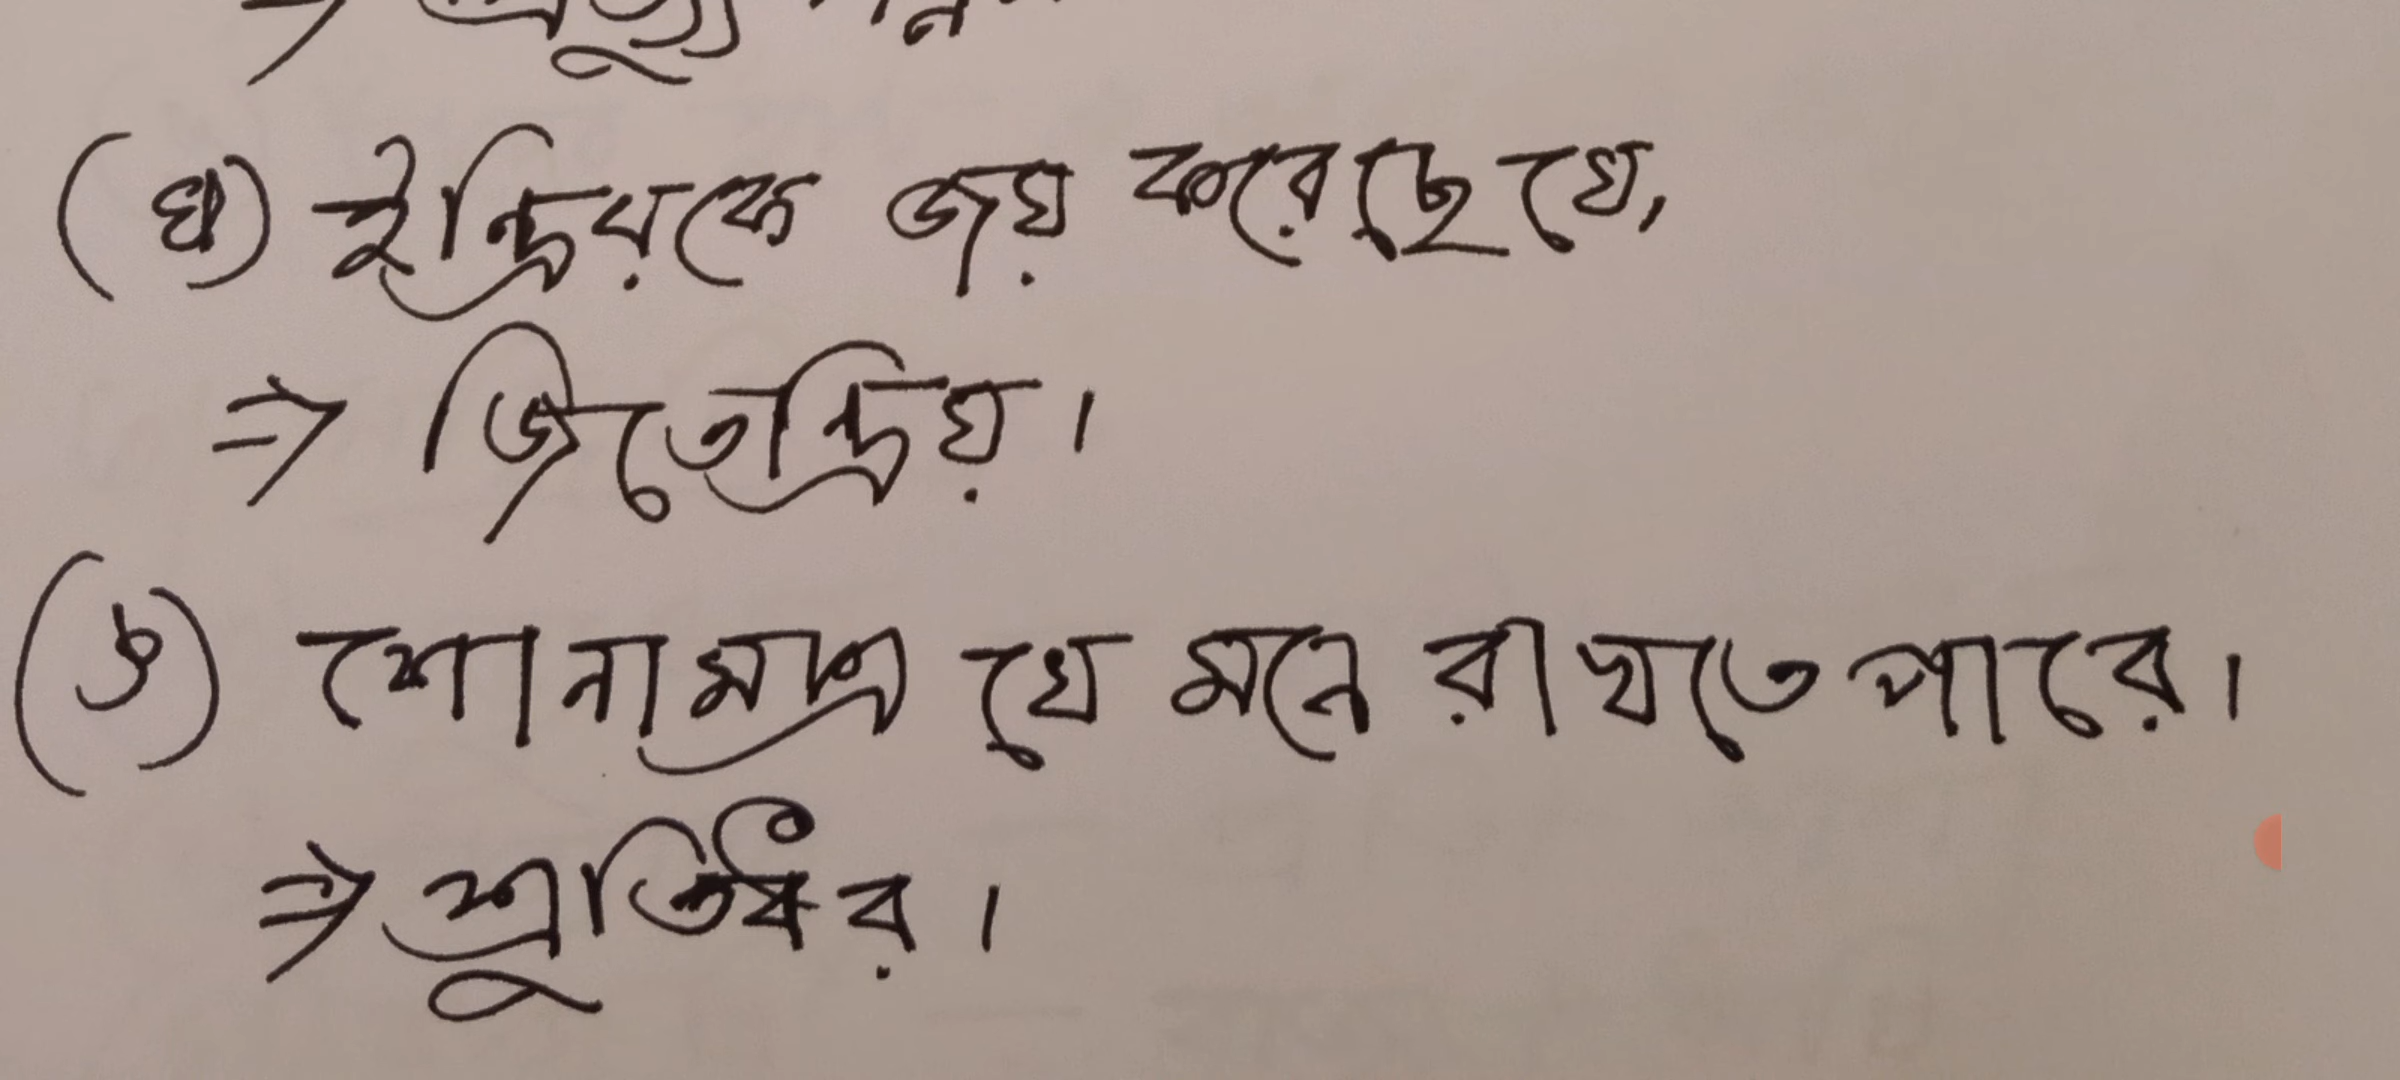 (ঘ) ইন্দ্রিয়কে জয় করেছে যে,
⇒ জিতেন্দ্রিয়।
(ঙ) শোনামাত্র যে মনে রাখতে পারে।
⇒ শ্রুতিধর।